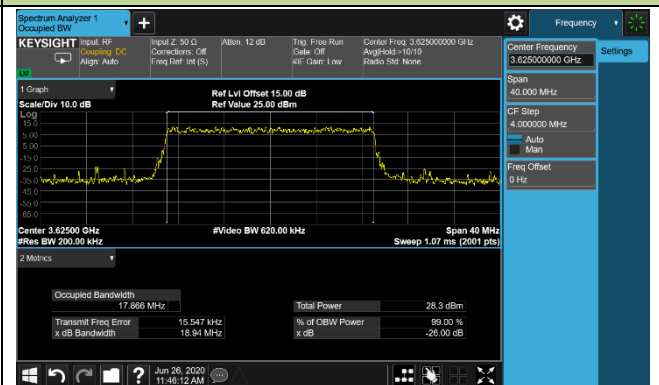 Spectrum Analyzer 1
Occupied BW
+
Frequency
KEYSIGHT
Input: RF
Coupling: DC
Align: Auto
Input Z: 50 Ω
Corrections: Off
Freq Ref: Int (S)
Atten: 12 dB
Trig: Free Run
Gate: Off
#IF Gain: Low
Center Freq: 3.625000000 GHz
Avg|Hold:>10/10
Radio Std: None
Center Frequency
3.625000000 GHz
Settings
Span
40.000 MHz
CF Step
4.000000 MHz
Auto
Man
Freq Offset
0 Hz
1 Graph
Scale/Div 10.0 dB
Ref Lvl Offset 15.00 dB
Ref Value 25.00 dBm
Log
15.0
5.00
-5.00
-15.0
-25.0
-35.0
-45.0
-55.0
-65.0
Center 3.62500 GHz
#Res BW 200.00 kHz
#Video BW 620.00 kHz
Span 40 MHz
Sweep 1.07 ms (2001 pts)
2 Metrics
Occupied Bandwidth
17.866 MHz
Total Power 28.3 dBm
Transmit Freq Error 15.547 kHz
% of OBW Power 99.00 %
x dB Bandwidth 18.94 MHz
x dB -26.00 dB
?
Jun 26, 2020
11:46:12 AM